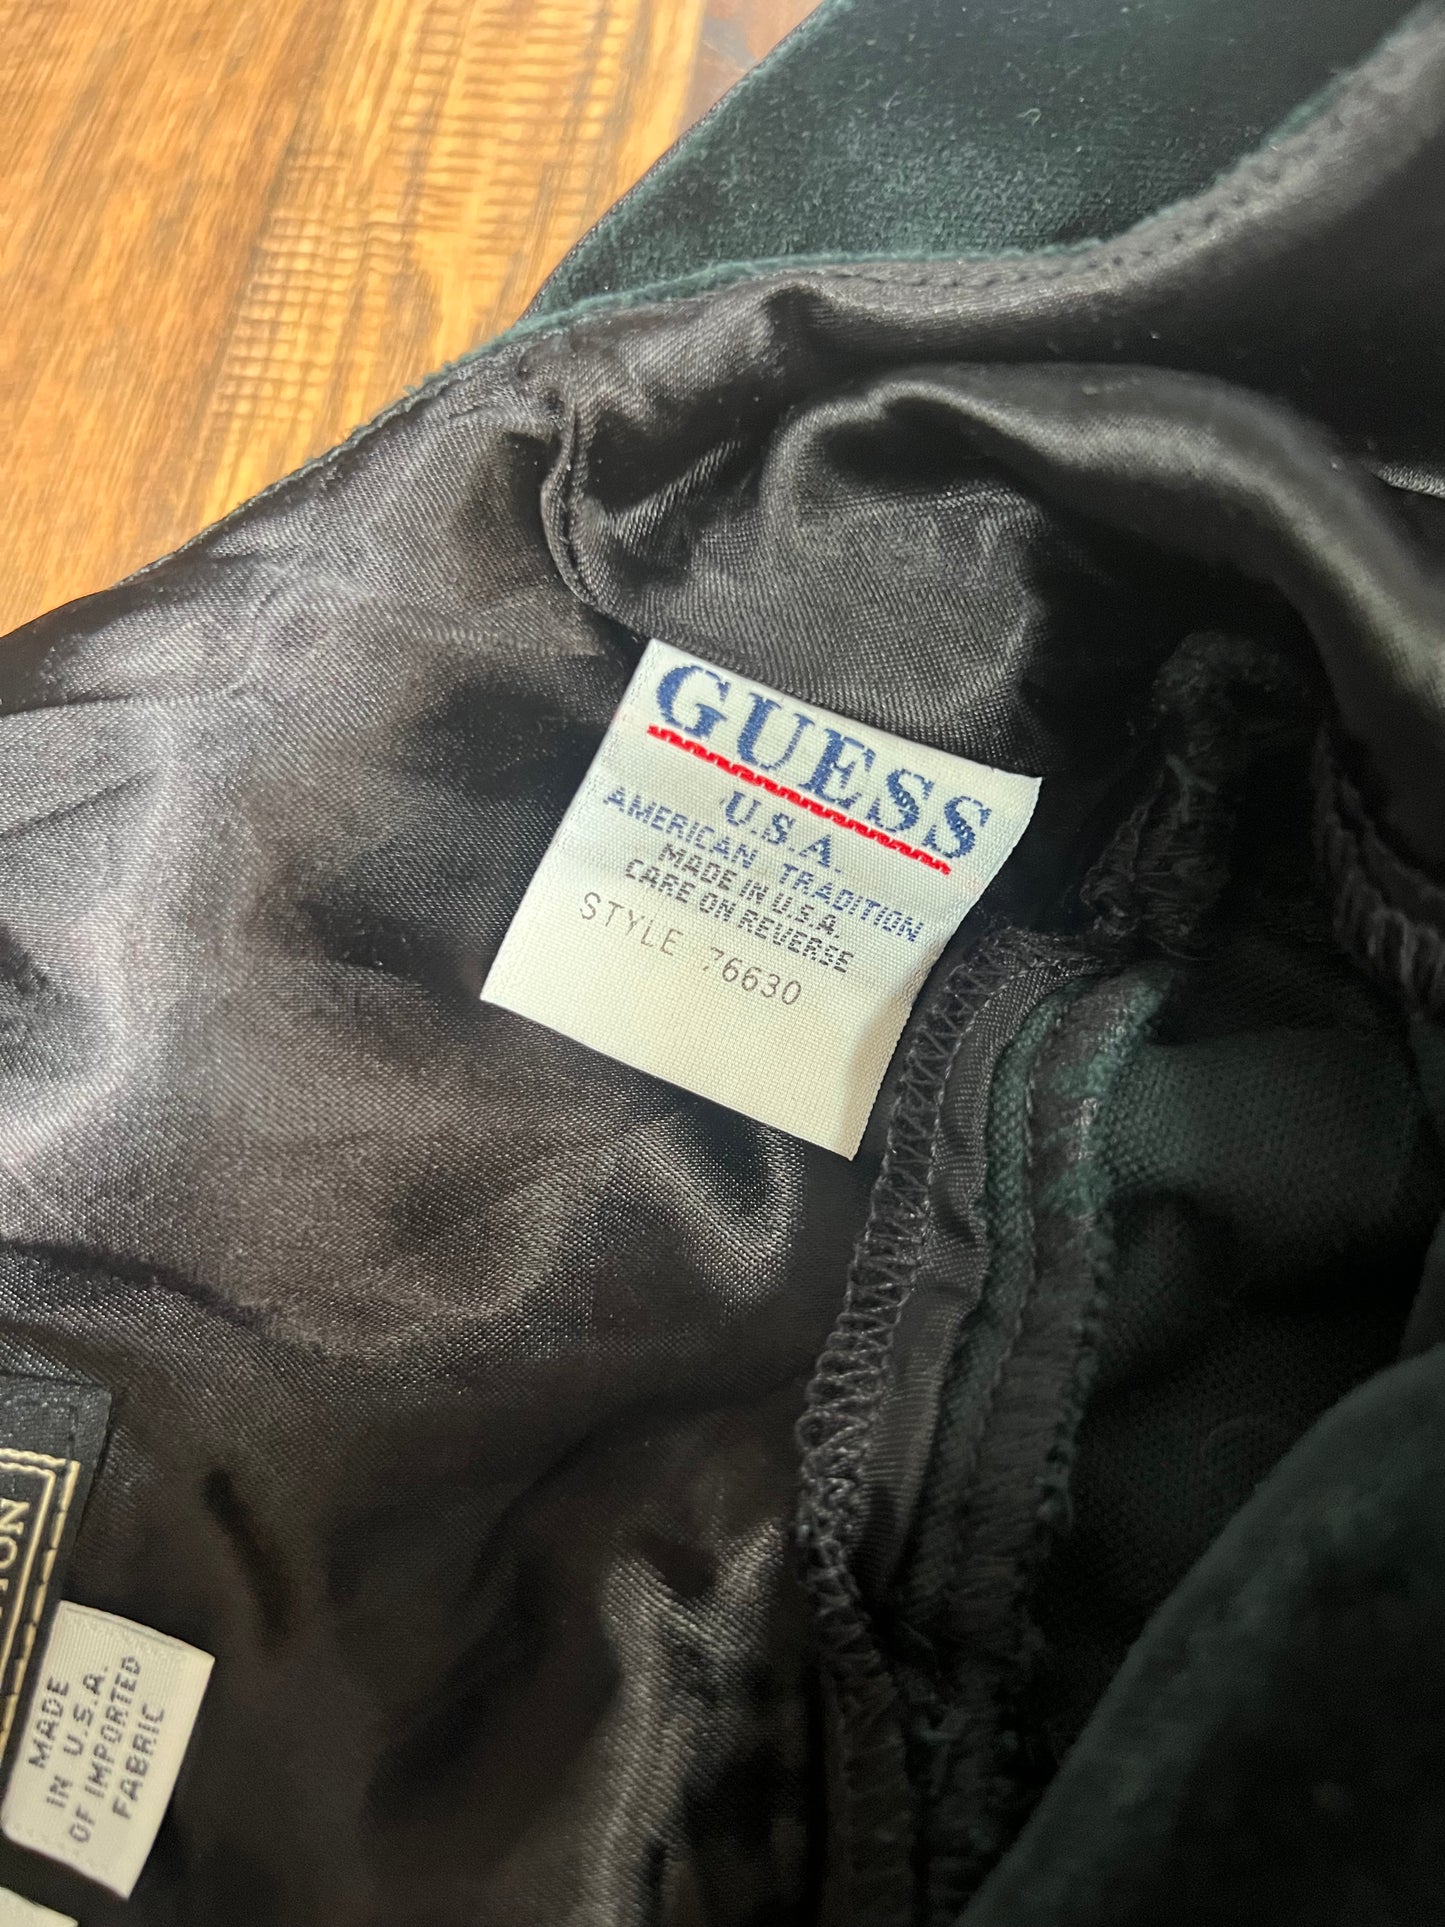 GUESS
U.S.A.
AMERICAN TRADITION
MADE IN U.S.A.
CARE ON REVERSE
STYLE 76630
MADE
IN U.S.A.
OF IMPORTED
FABRIC